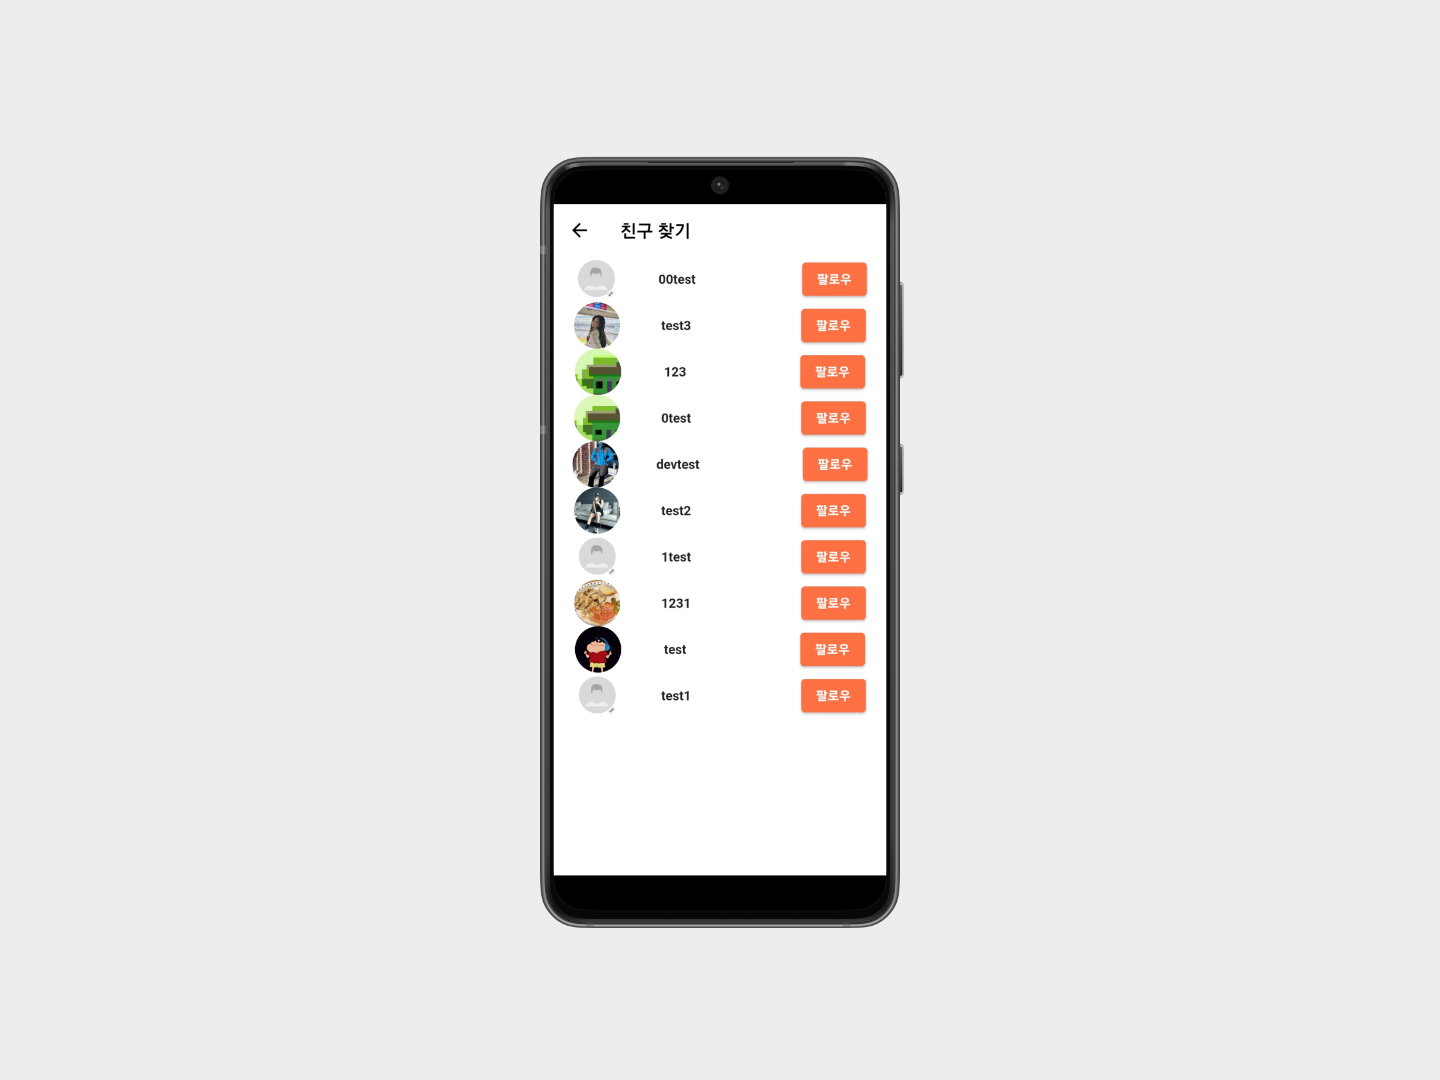 친구 찾기
00test 팔로우
test3 팔로우
123 팔로우
0test 팔로우
devtest 팔로우
test2 팔로우
1test 팔로우
1231 팔로우
test 팔로우
test1 팔로우